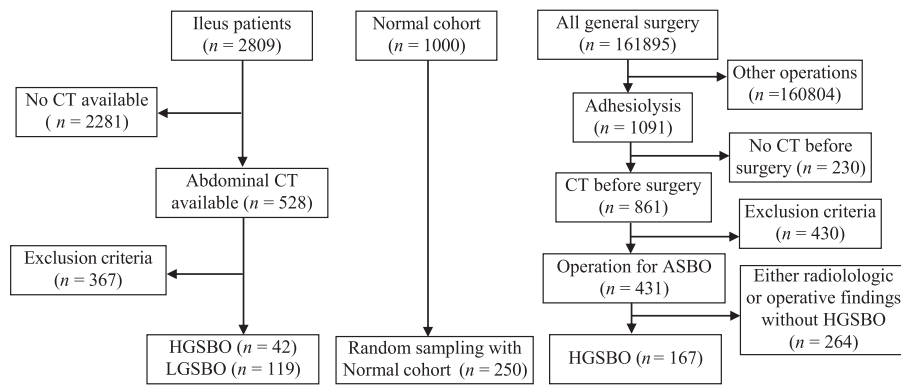 Ileus patients
(n = 2809)
No CT available
( n = 2281)
Abdominal CT
available (n = 528)
Exclusion criteria
(n = 367)
HGSBO (n = 42)
LGSBO (n = 119)
Normal cohort
(n = 1000)
Random sampling with
Normal cohort (n = 250)
All general surgery
(n = 161895)
Other operations
(n =160804)
Adhesiolysis
(n = 1091)
No CT before
surgery (n = 230)
CT before surgery
(n = 861)
Exclusion criteria
(n = 430)
Operation for ASBO
(n = 431)
Either radiolologic
or operative findings
without HGSBO
(n = 264)
HGSBO (n = 167)